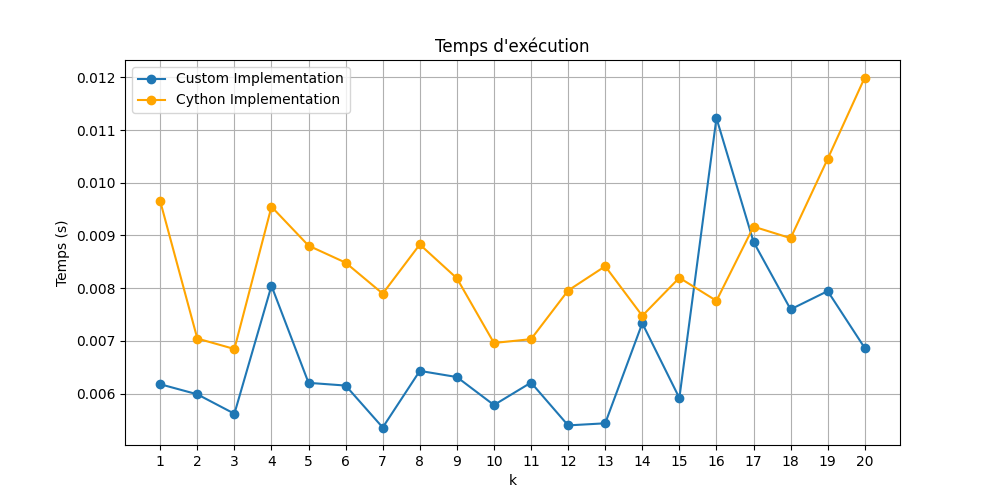 Temps d'exécution
Custom Implementation
Cython Implementation
Temps (s)
0.012
0.011
0.010
0.009
0.008
0.007
0.006
1 2 3 4 5 6 7 8 9 10 11 12 13 14 15 16 17 18 19 20
k